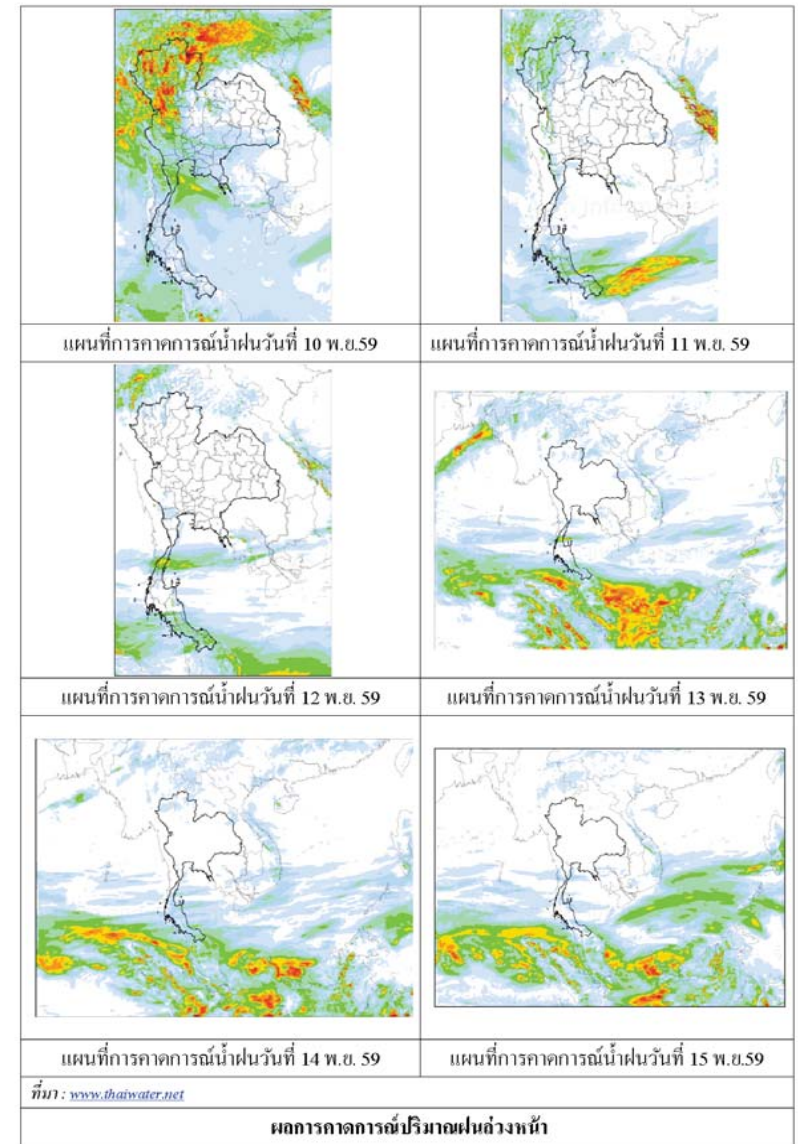 แผนที่การคาดการณ์น้ำฝนวันที่ 10 พ.ย.59
แผนที่การคาดการณ์น้ำฝนวันที่ 11 พ.ย. 59
แผนที่การคาดการณ์น้ำฝนวันที่ 12 พ.ย. 59
แผนที่การคาดการณ์น้ำฝนวันที่ 13 พ.ย. 59
แผนที่การคาดการณ์น้ำฝนวันที่ 14 พ.ย. 59
แผนที่การคาดการณ์น้ำฝนวันที่ 15 พ.ย.59
ที่มา : www.thaiwater.net
ผลการคาดการณ์ปริมาณฝนล่วงหน้า